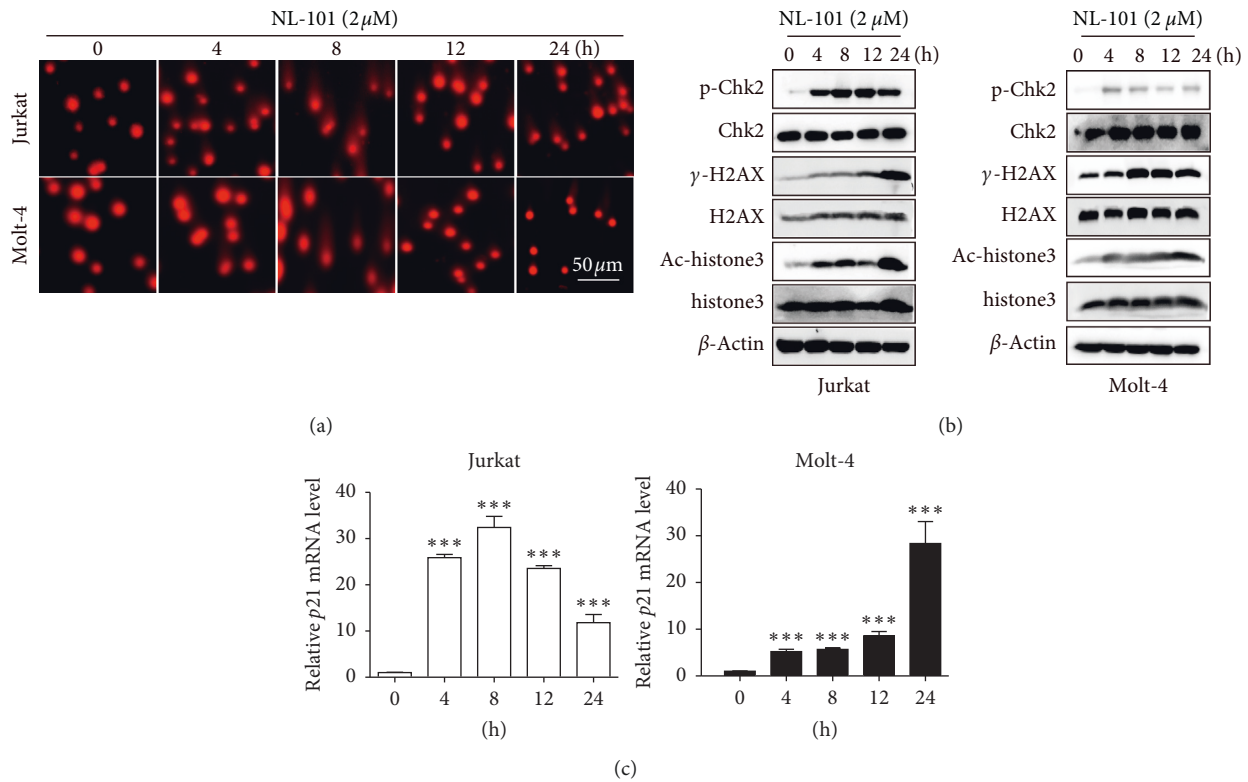 NL-101 (2 μM)
0 4 8 12 24 (h)
Jurkat
Molt-4
50 μm
(a)
NL-101 (2 μM)
0 4 8 12 24 (h)
p-Chk2
Chk2
γ-H2AX
H2AX
Ac-histone3
histone3
β-Actin
Jurkat
NL-101 (2 μM)
0 4 8 12 24 (h)
p-Chk2
Chk2
γ-H2AX
H2AX
Ac-histone3
histone3
β-Actin
Molt-4
(b)
Jurkat
Relative p21 mRNA level
40
30
20
10
0
***
***
***
***
0 4 8 12 24
(h)
Molt-4
Relative p21 mRNA level
40
30
20
10
0
***
***
***
***
0 4 8 12 24
(h)
(c)